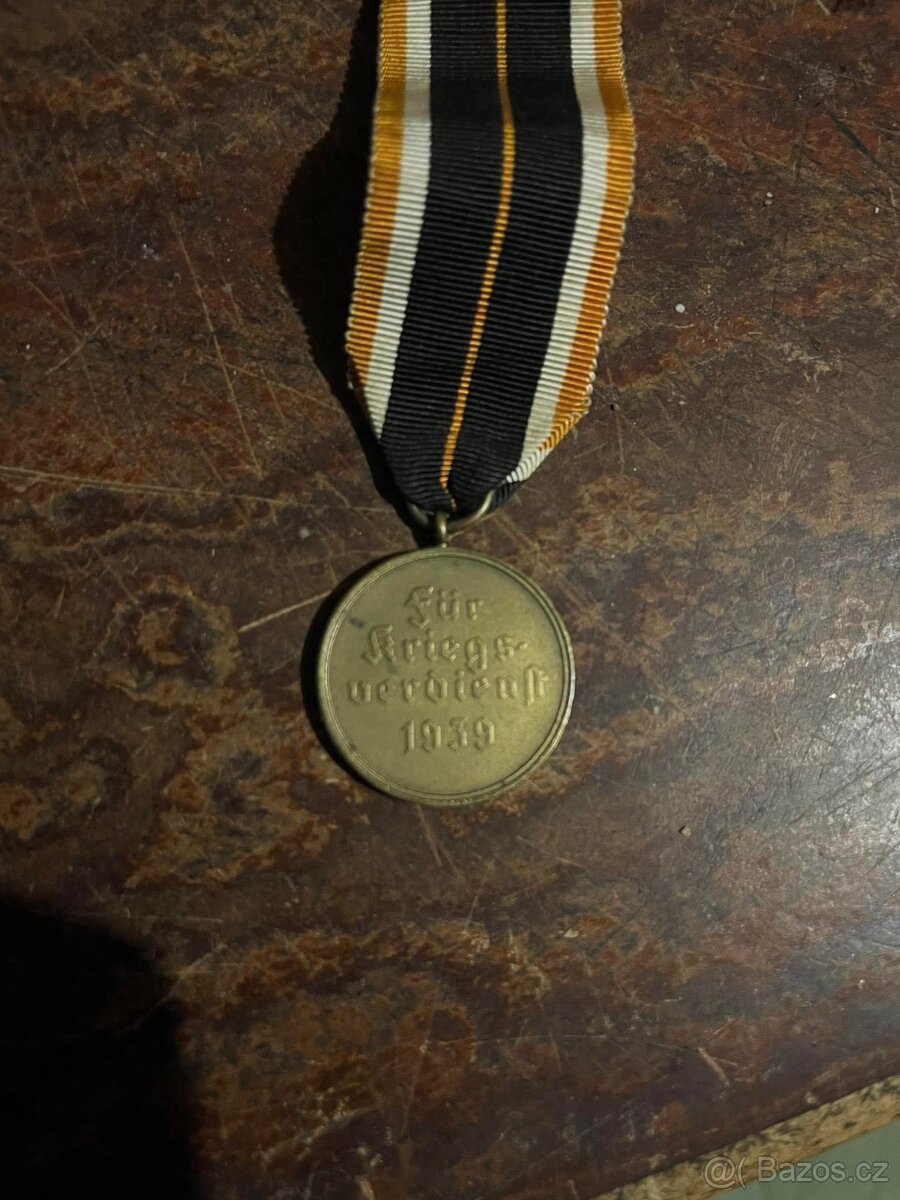 Für
Kriegs-
verdienst
1939
@( Bazos.cz